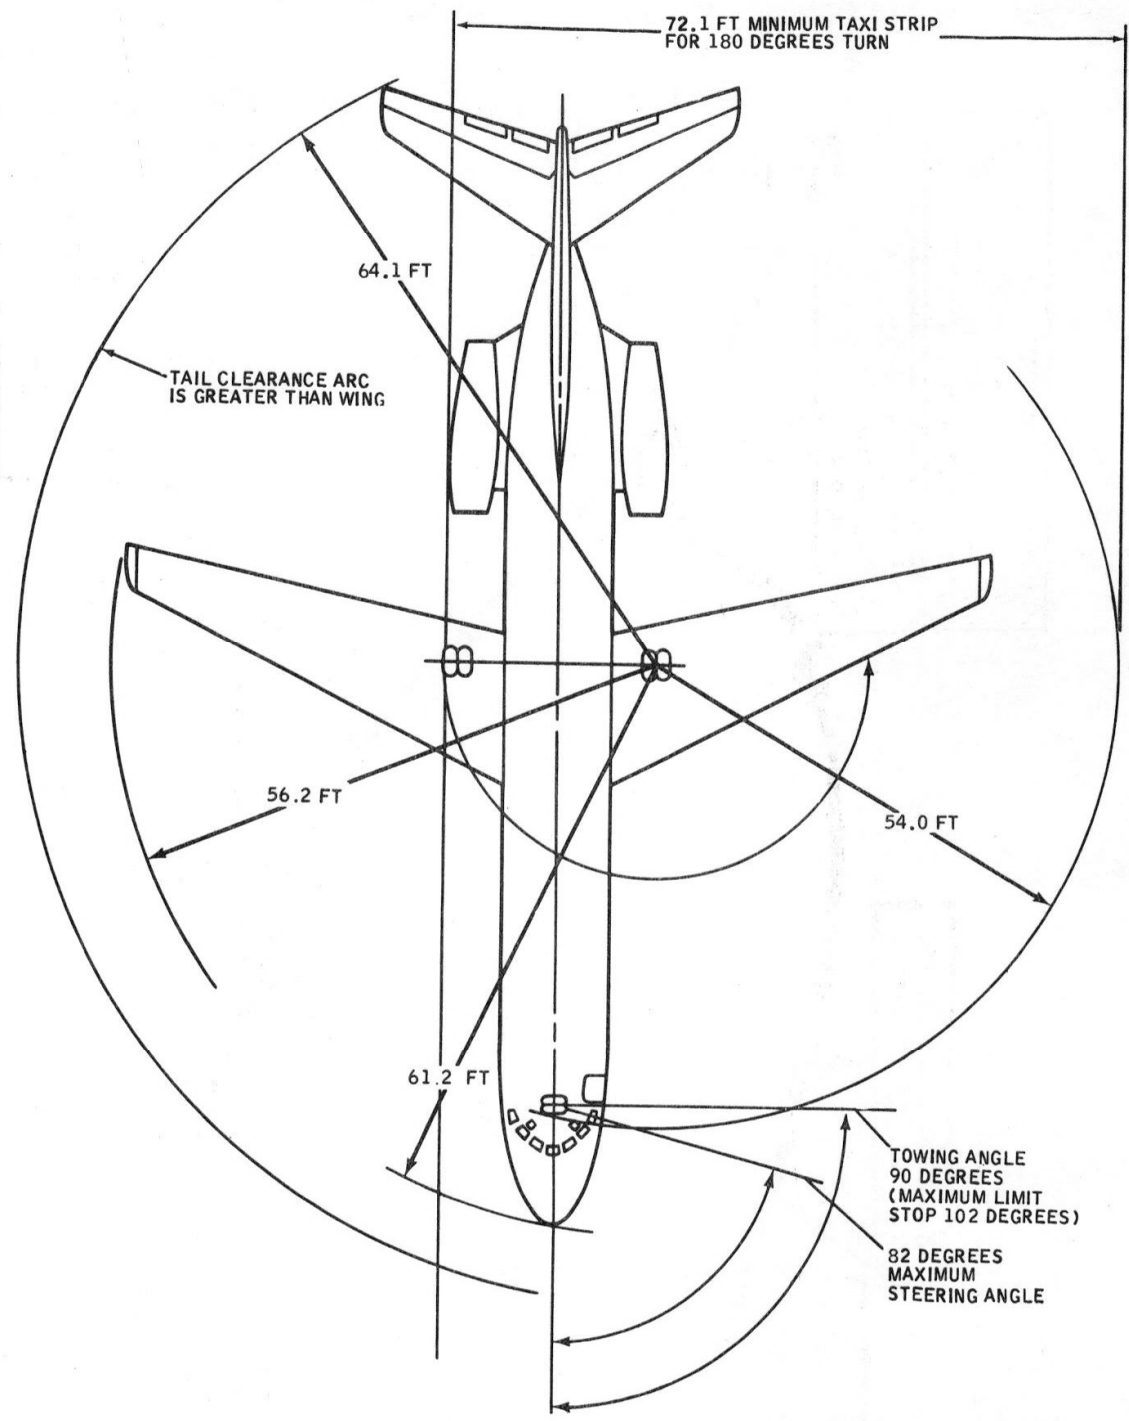 72.1 FT MINIMUM TAXI STRIP
FOR 180 DEGREES TURN
64.1 FT
TAIL CLEARANCE ARC
IS GREATER THAN WING
56.2 FT
54.0 FT
61.2 FT
TOWING ANGLE
90 DEGREES
(MAXIMUM LIMIT
STOP 102 DEGREES)
82 DEGREES
MAXIMUM
STEERING ANGLE